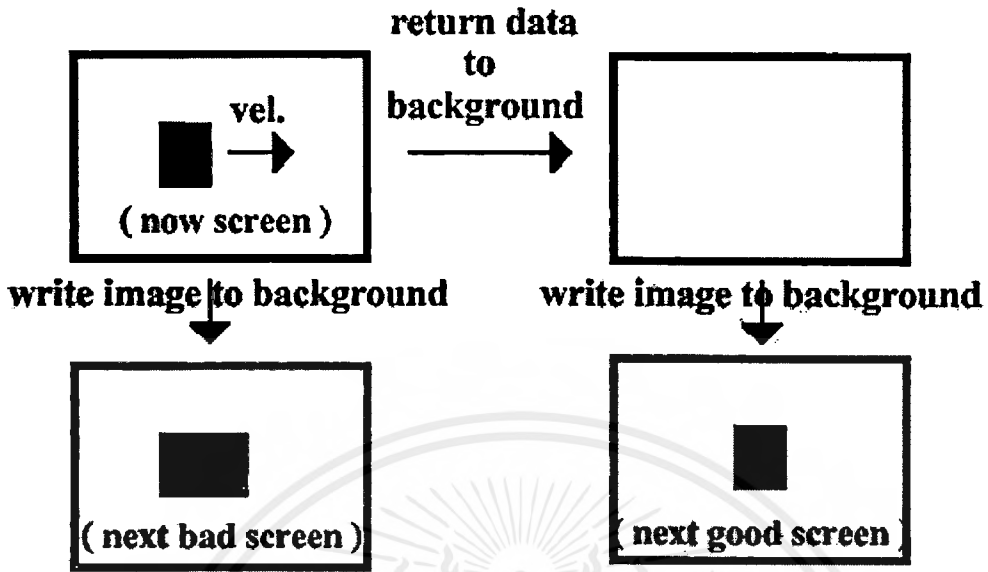 return data
to
background
vel.
( now screen )
write image to background
write image to background
( next bad screen )
( next good screen )